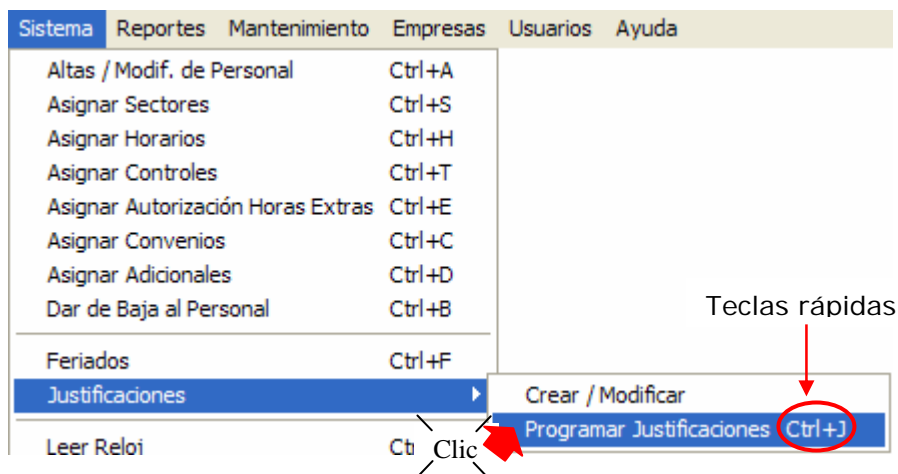 Sistema Reportes Mantenimiento Empresas Usuarios Ayuda
Altas / Modif. de Personal Ctrl+A
Asignar Sectores Ctrl+S
Asignar Horarios Ctrl+H
Asignar Controles Ctrl+T
Asignar Autorización Horas Extras Ctrl+E
Asignar Convenios Ctrl+C
Asignar Adicionales Ctrl+D
Dar de Baja al Personal Ctrl+B
Teclas rápidas
Feriados Ctrl+F
Justificaciones
Crear / Modificar
Programar Justificaciones Ctrl+J
Leer Reloj
Clic